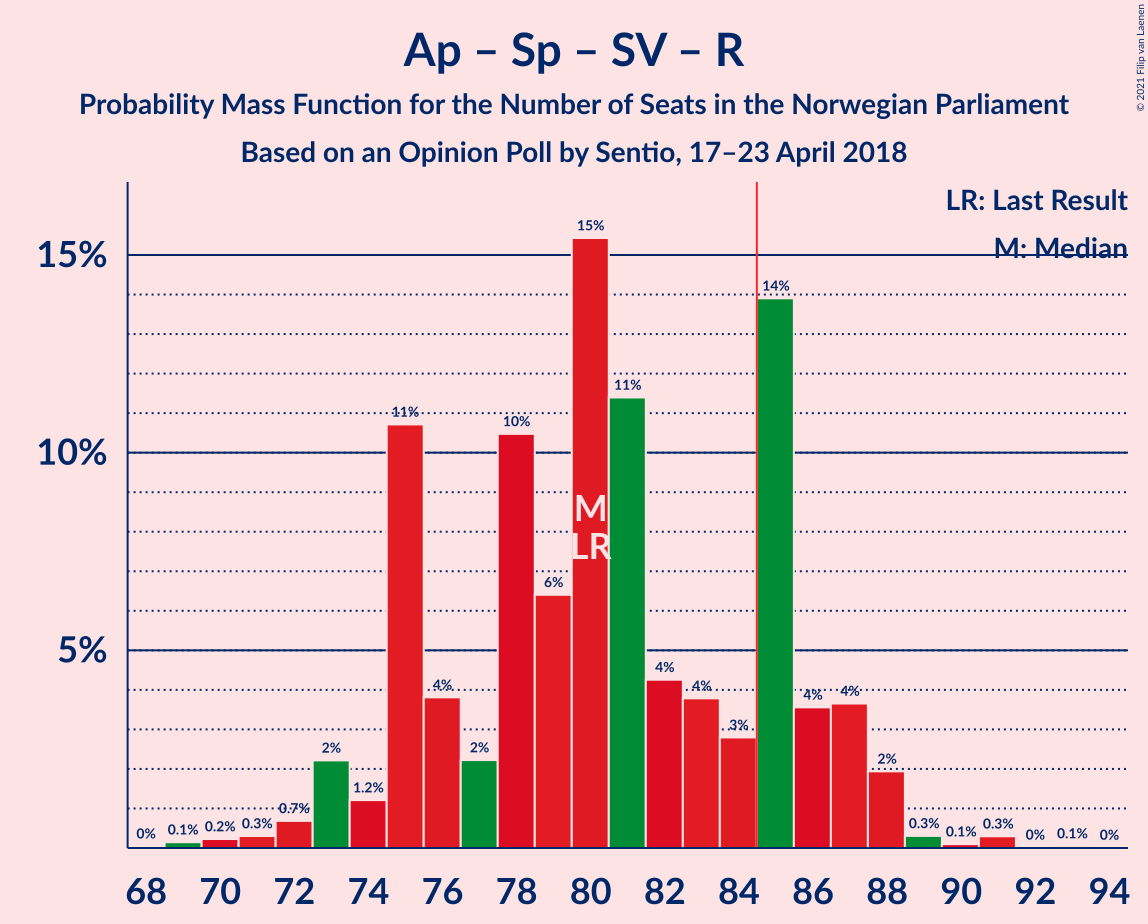 © 2021 Filip van Laenen
Ap – Sp – SV – R
Probability Mass Function for the Number of Seats in the Norwegian Parliament
Based on an Opinion Poll by Sentio, 17–23 April 2018
LR: Last Result
M: Median
15%
10%
5%
0% 0.1% 0.2% 0.3% 0.7% 2% 1.2% 11% 4% 2% 10% 6% 15% 11% 4% 4% 3% 14% 4% 4% 2% 0.3% 0.1% 0.3% 0% 0.1% 0%
M
LR
68 70 72 74 76 78 80 82 84 86 88 90 92 94